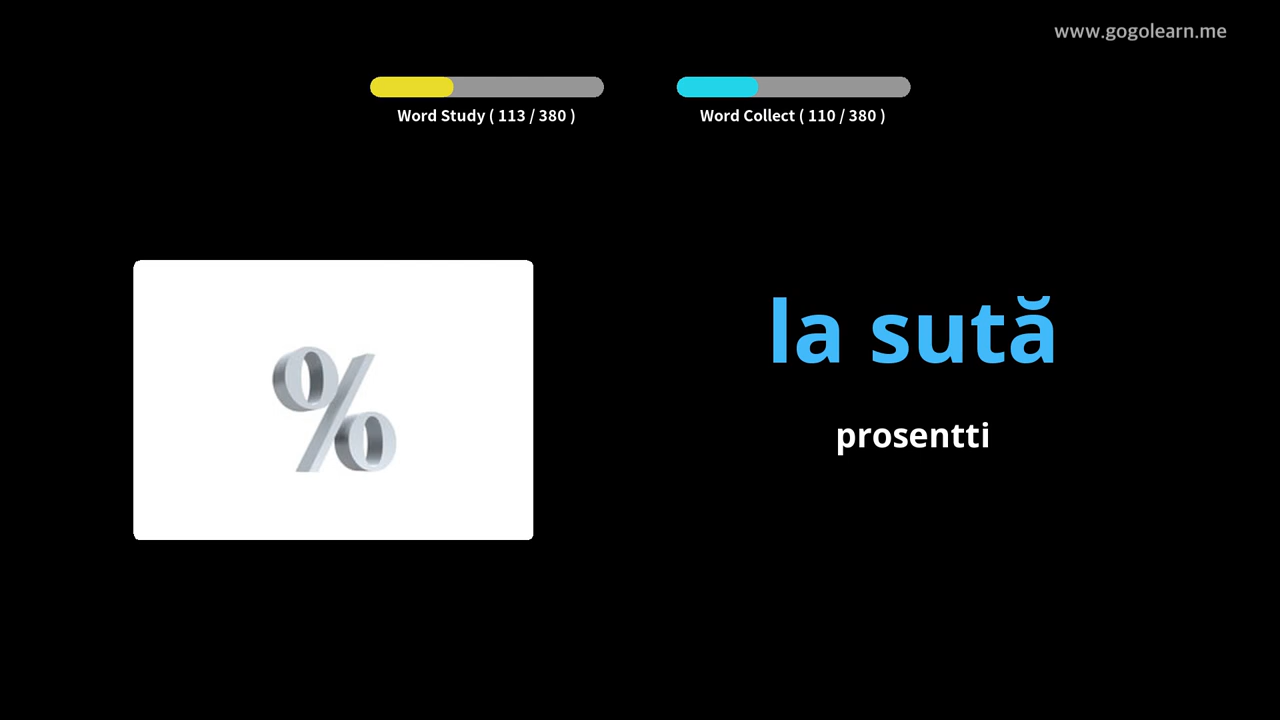 www.gogolearn.me
Word Study ( 113 / 380 )
Word Collect ( 110 / 380 )
%
la sută
prosentti